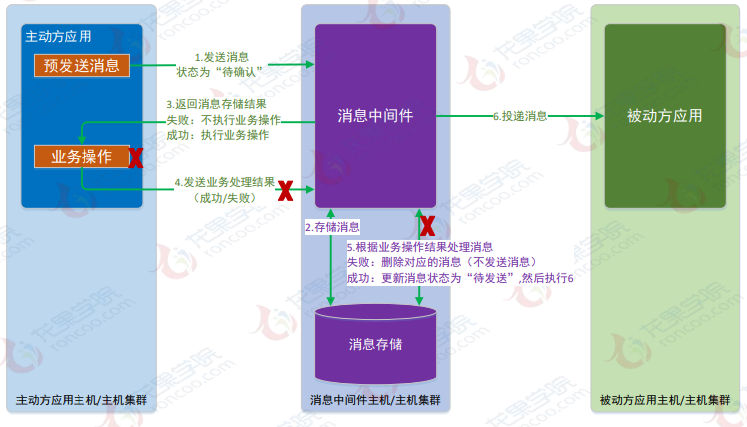 主动方应用
预发送消息
1.发送消息
状态为“待确认”
3.返回消息存储结果
失败：不执行业务操作
成功：执行业务操作
业务操作
4.发送业务处理结果
（成功/失败）
消息中间件
6.投递消息
被动方应用
2.存储消息
5.根据业务操作结果处理消息
失败：删除对应的消息（不发送消息）
成功：更新消息状态为“待发送”,然后执行6
消息存储
主动方应用主机/主机集群
消息中间件主机/主机集群
被动方应用主机/主机集群
龙果学院
roncoo.com